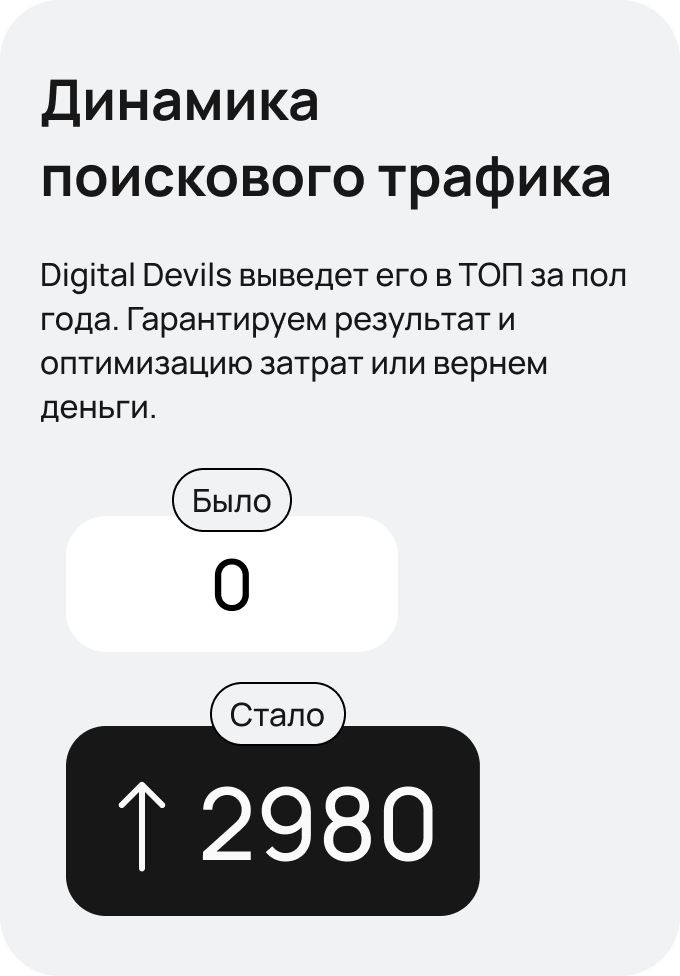 Динамика
поискового трафика
Digital Devils выведет его в ТОП за пол
года. Гарантируем результат и
оптимизацию затрат или вернем
деньги.
Было
0
Стало
↑ 2980